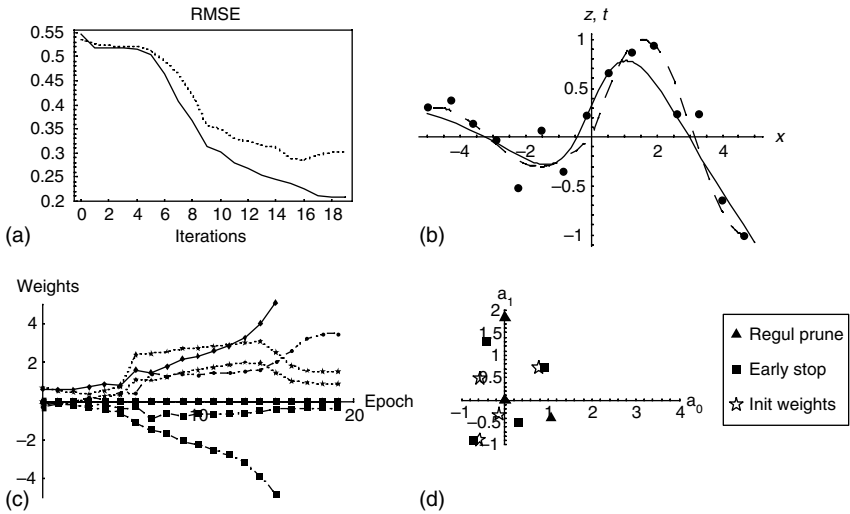 RMSE
0.55
0.5
0.45
0.4
0.35
0.3
0.25
0.2
0 2 4 6 8 10 12 14 16 18
Iterations
(a)
z, t
1
0.5
−4 −2 2 4 x
−0.5
−1
(b)
Weights
4
2
10 20 Epoch
−2
−4
(c)
a1
2
1.5
1
0.5
−1 1 2 3 4 a0
−0.5
−1
(d)
Regul prune
Early stop
Init weights